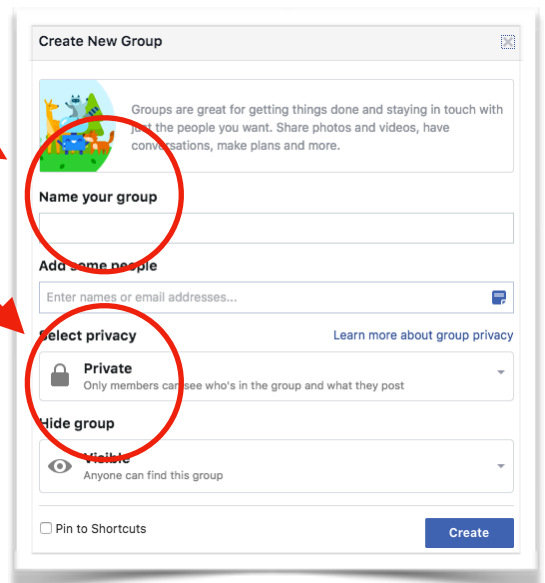 Create New Group
Groups are great for getting things done and staying in touch with
just the people you want. Share photos and videos, have
conversations, make plans and more.
Name your group
Add some people
Enter names or email addresses...
Select privacy Learn more about group privacy
Private
Only members can see who's in the group and what they post
Hide group
Visible
Anyone can find this group
Pin to Shortcuts
Create